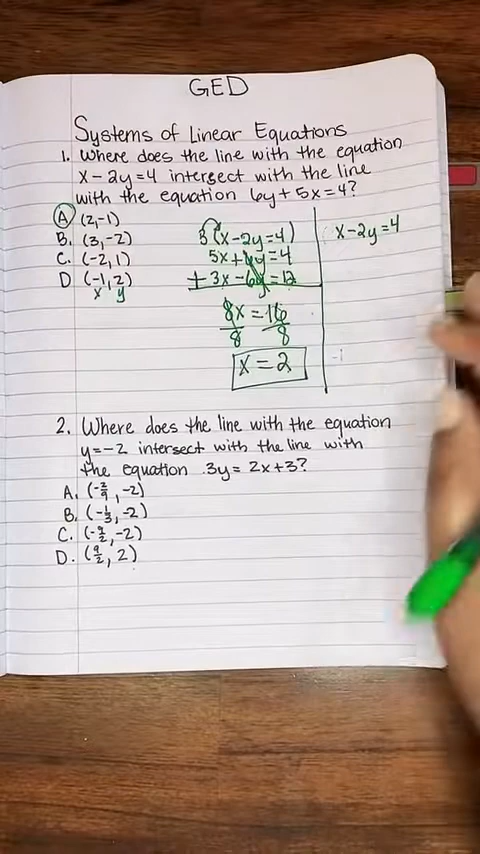 GED
Systems of Linear Equations
1. Where does the line with the equation
x - 2y = 4 intersect with the line
with the equation 6y + 5x = 4?
A (2, -1)
B. (3, -2)
C. (-2, 1)
D (-1, 2)
x y
3 (x - 2y = 4)
5x + 6y = 4
+ 3x - 6y = 12
8x = 16
8 8
x = 2
x - 2y = 4
2. Where does the line with the equation
y = -2 intersect with the line with
the equation 3y = 2x + 3?
A. (-2/9, -2)
B. (-1/3, -2)
C. (-9/2, -2)
D. (9/2, 2)